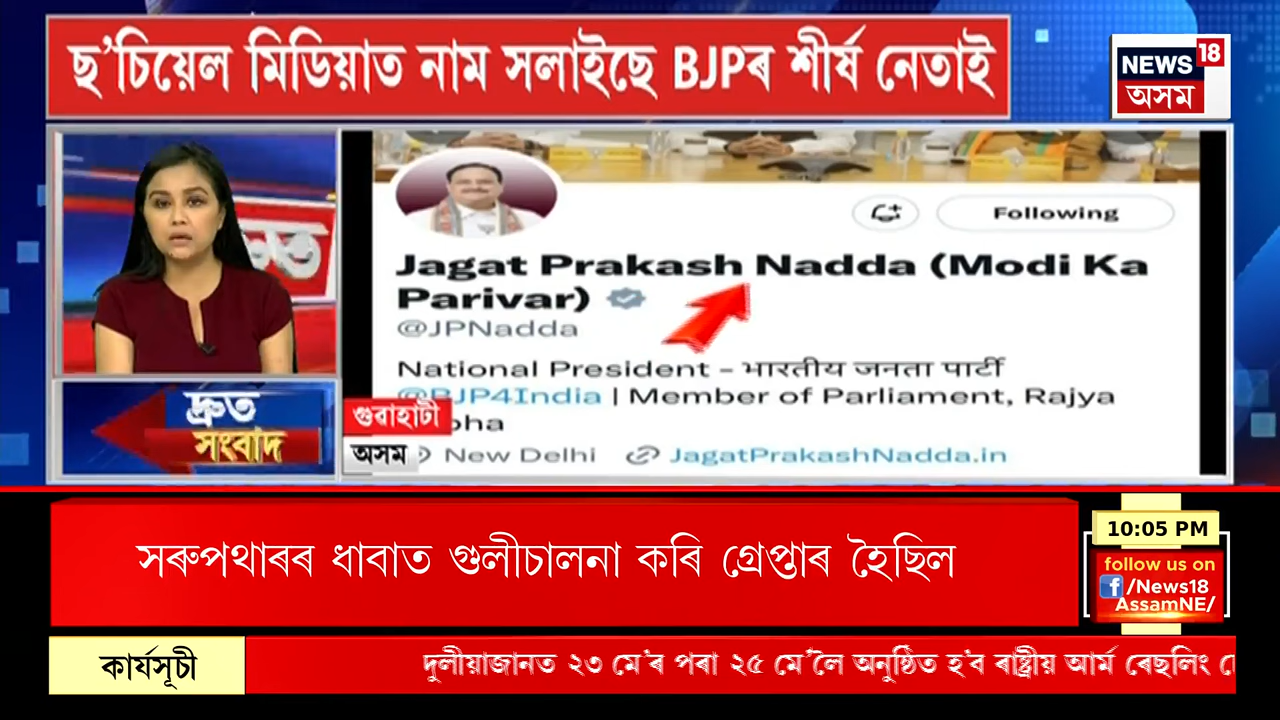 ছ’চিয়েল মিডিয়াত নাম সলাইছে BJPৰ শীৰ্ষ নেতাই
NEWS 18
অসম
Following
Jagat Prakash Nadda (Modi Ka
Parivar)
@JPNadda
National President – भारतीय जनता पार्टी
@BJP4India | Member of Parliament, Rajya
গুৱাহাটী
অসম
New Delhi JagatPrakashNadda.in
দ্ৰুত
সংবাদ
সৰুপথাৰৰ ধাবাত গুলীচালনা কৰি গ্ৰেপ্তাৰ হৈছিল
10:05 PM
follow us on
/News18
AssamNE/
কাৰ্যসূচী
দুলীয়াজানত ২৩ মে'ৰ পৰা ২৫ মে'লৈ অনুষ্ঠিত হ'ব ৰাষ্ট্ৰীয় আৰ্ম ৰেছলিং